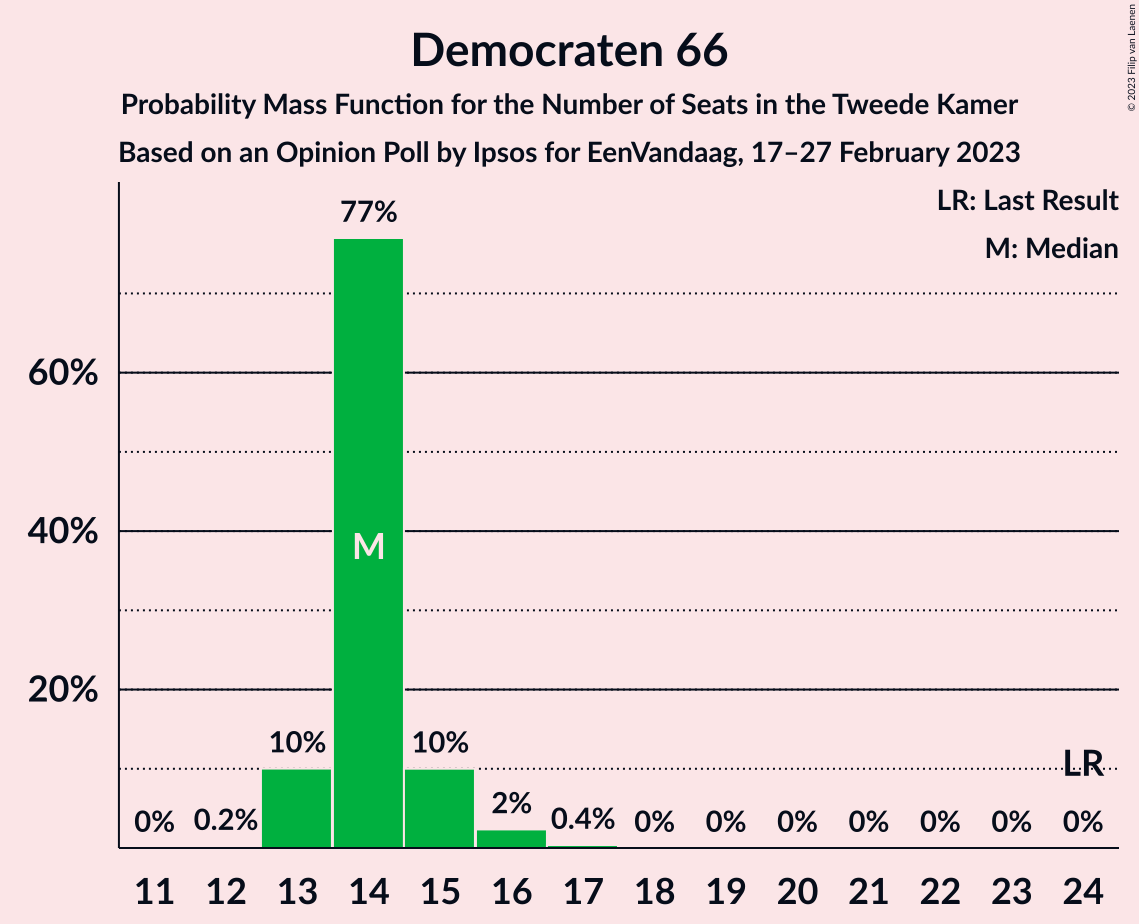 © 2023 Filip van Laenen
Democraten 66
Probability Mass Function for the Number of Seats in the Tweede Kamer
Based on an Opinion Poll by Ipsos for EenVandaag, 17–27 February 2023
LR: Last Result
M: Median
77%
60%
40%
M
20%
10% 10%
LR
0% 0.2% 2% 0.4% 0% 0% 0% 0% 0% 0% 0%
11 12 13 14 15 16 17 18 19 20 21 22 23 24